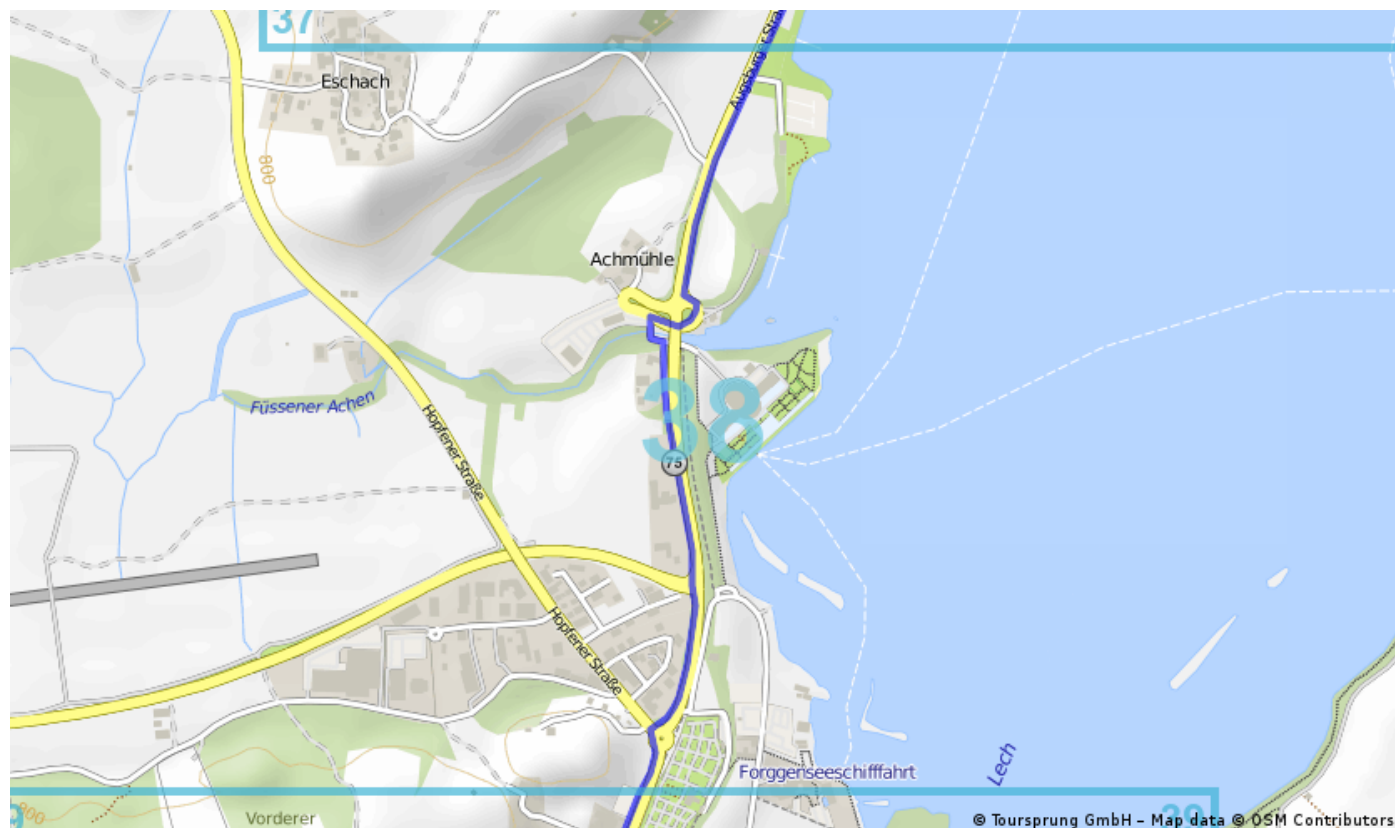 37
Augsburger Stra
Eschach
800
Achmühle
Füssener Achen
Hopfener Straße
38
75
Hopfener Straße
Lech
Forggenseeschifffahrt
800
Vorderer
39
© Toursprung GmbH – Map data © OSM Contributors